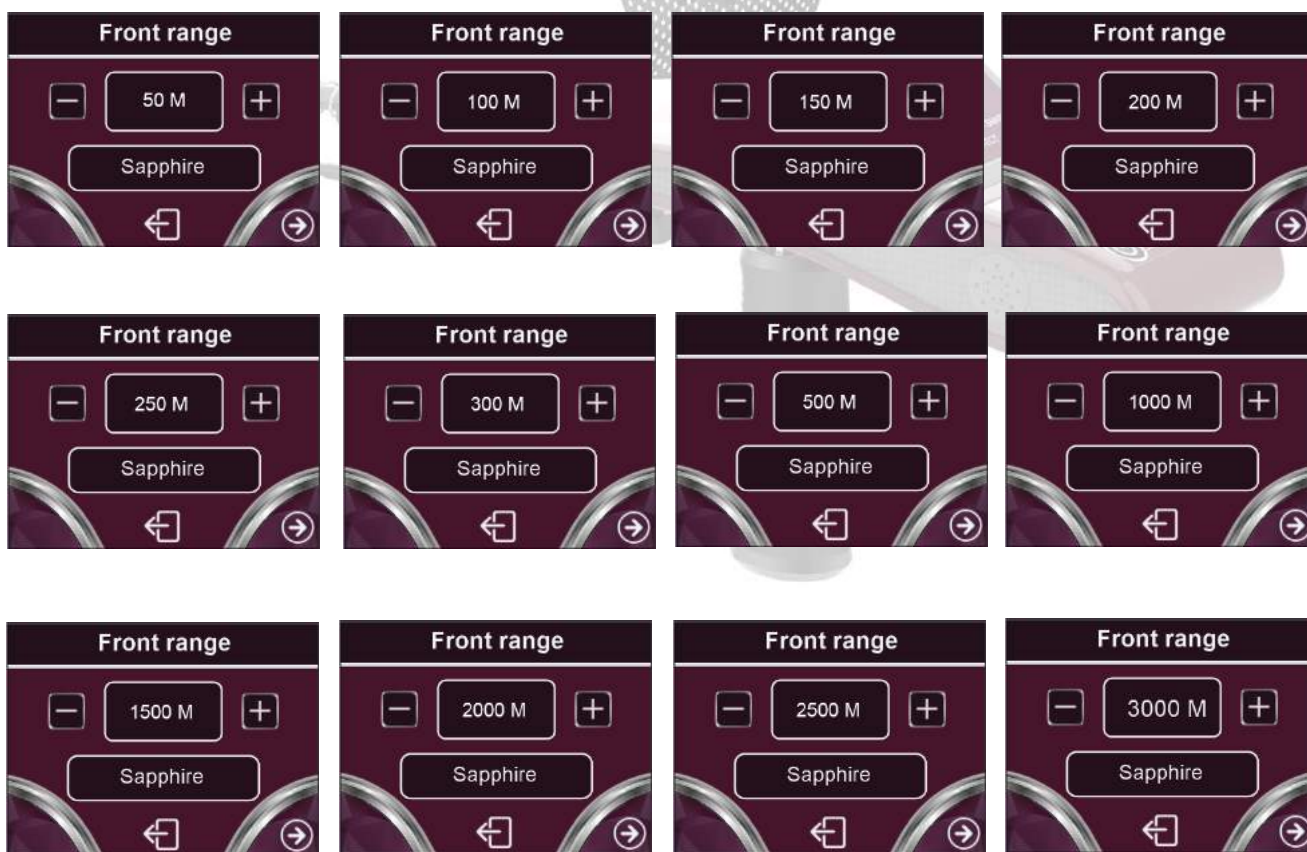 Front range
50 M
Sapphire
Front range
100 M
Sapphire
Front range
150 M
Sapphire
Front range
200 M
Sapphire
Front range
250 M
Sapphire
Front range
300 M
Sapphire
Front range
500 M
Sapphire
Front range
1000 M
Sapphire
Front range
1500 M
Sapphire
Front range
2000 M
Sapphire
Front range
2500 M
Sapphire
Front range
3000 M
Sapphire